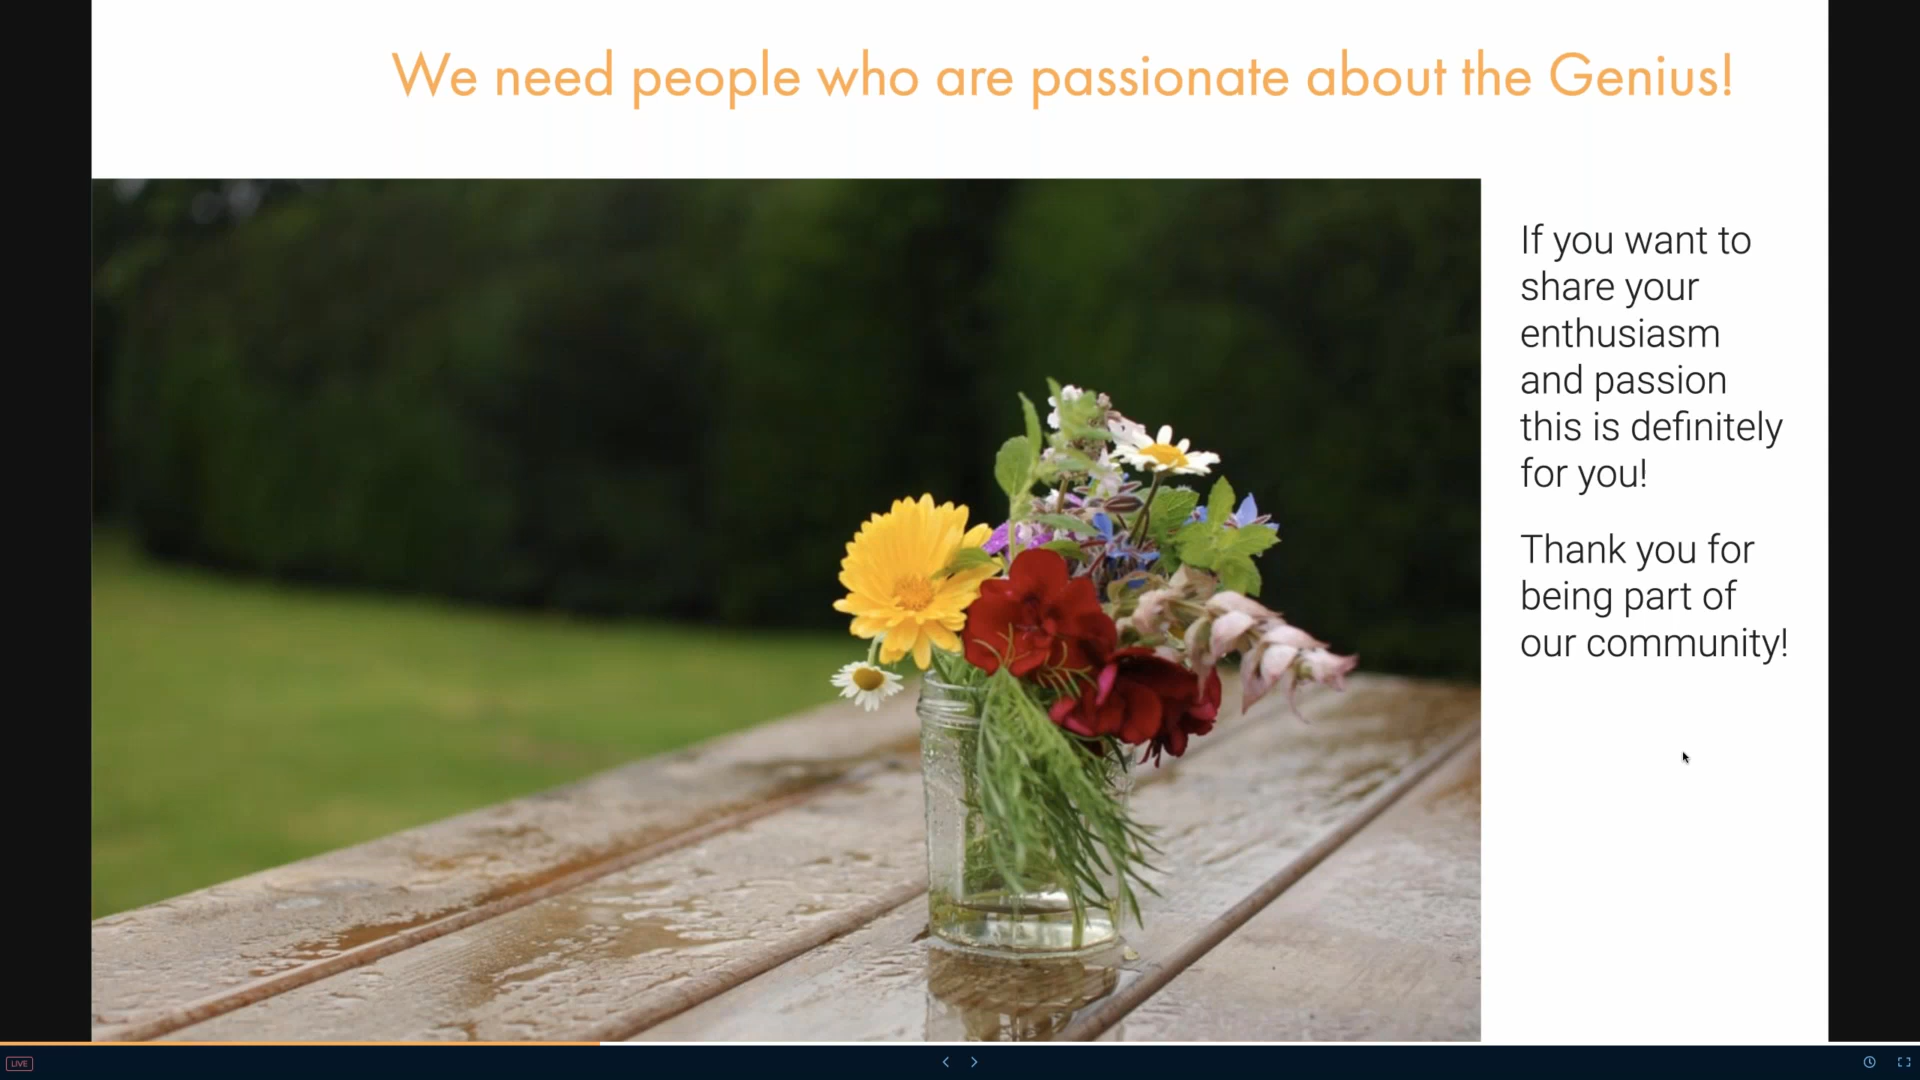 We need people who are passionate about the Genius!
If you want to
share your
enthusiasm
and passion
this is definitely
for you!
Thank you for
being part of
our community!
LIVE